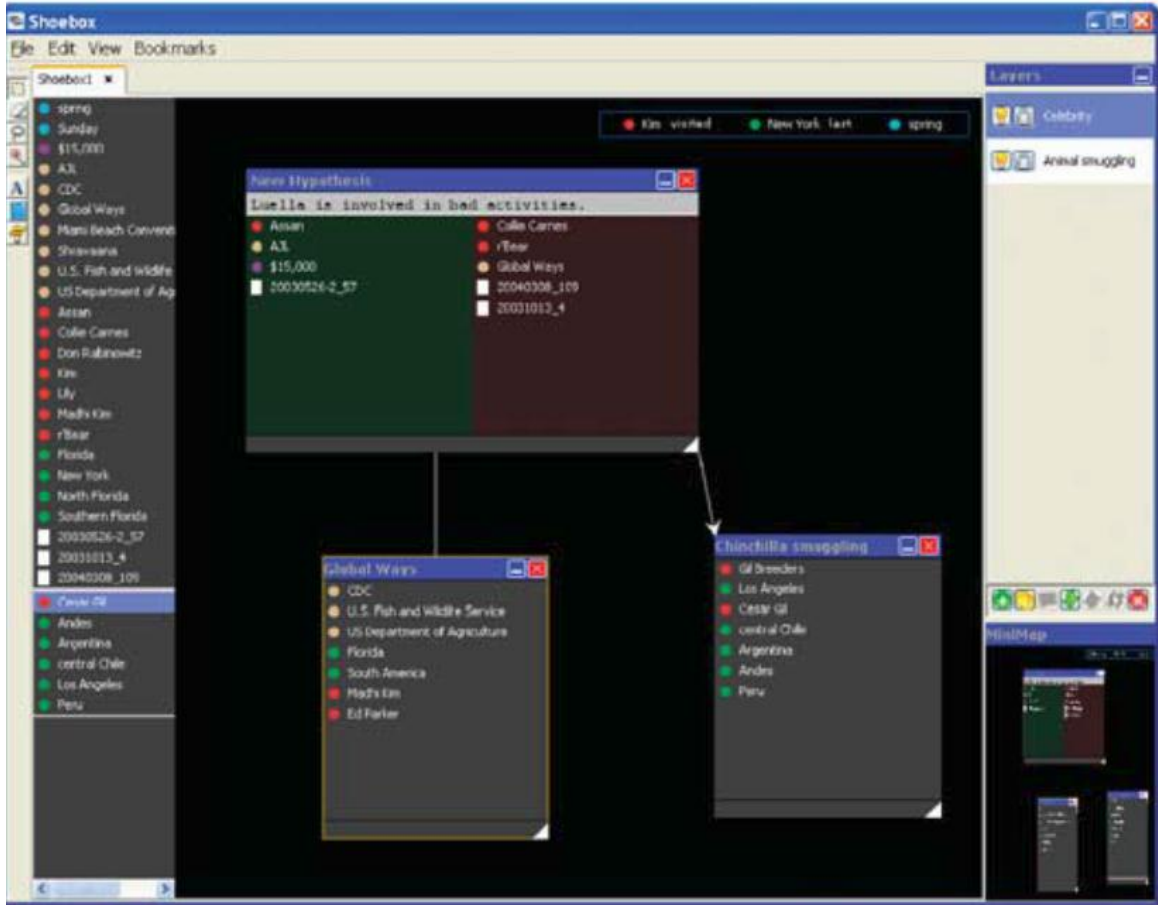 Shoebox
File Edit View Bookmarks
Shoebox1
spring
Sunday
$15,000
A3L
CDC
Global Ways
Miami Beach Conventi
Shravaana
U.S. Fish and Wildlife
US Department of Agr
Assan
Collie Carnes
Don Rabinowitz
Kim
Lily
Madhi Kim
r'Bear
Florida
New York
North Florida
Southern Florida
20030526-2_57
20031013_4
20040308_109
Cesar Gil
Andes
Argentina
central Chile
Los Angeles
Peru
Kim visited New York last spring
New Hypothesis
Luella is involved in bad activities.
Assan
A3L
$15,000
20030526-2_57
Collie Carnes
r'Bear
Global Ways
20040308_109
20031013_4
Global Ways
CDC
U.S. Fish and Wildlife Service
US Department of Agriculture
Florida
South America
Madhi Kim
Ed Parker
Chinchilla smuggling
Gil Breeders
Los Angeles
Cesar Gil
central Chile
Argentina
Andes
Peru
Layers
Celebrity
Animal smuggling
MiniMap